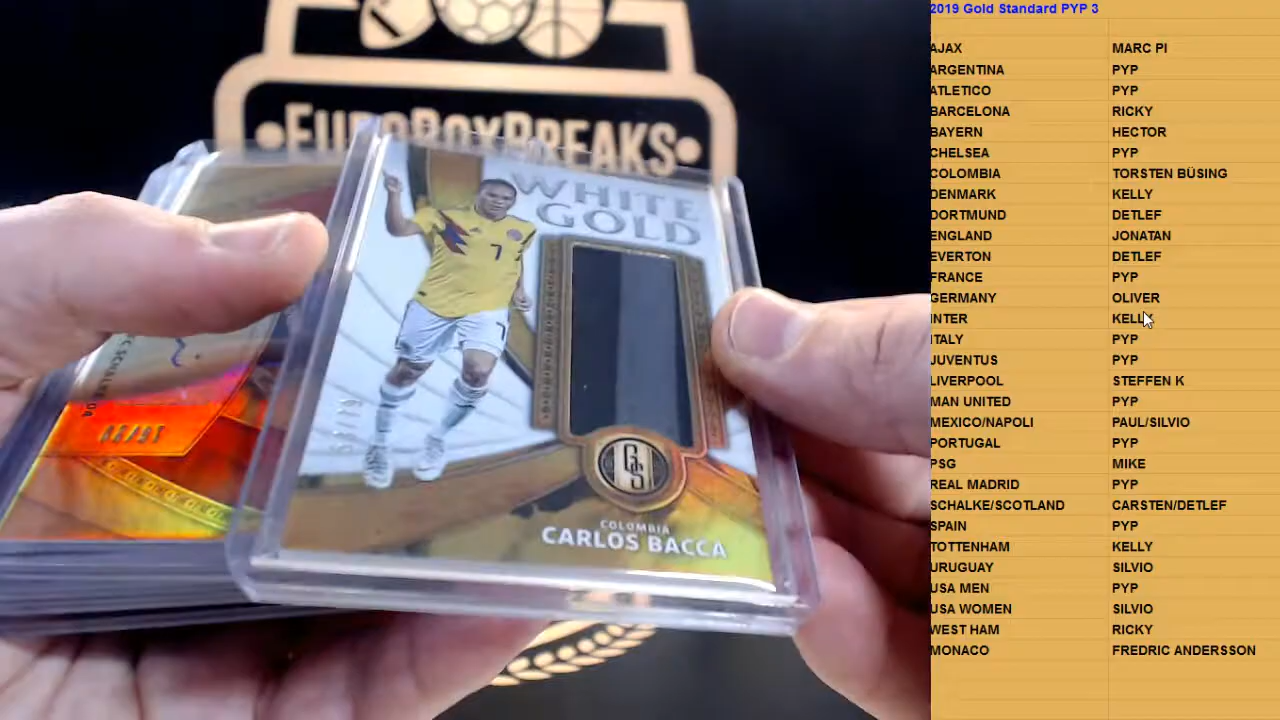 2019 Gold Standard PYP 3
AJAX MARC PI
ARGENTINA PYP
ATLETICO PYP
BARCELONA RICKY
BAYERN HECTOR
CHELSEA PYP
COLOMBIA TORSTEN BÜSING
DENMARK KELLY
DORTMUND DETLEF
ENGLAND JONATAN
EVERTON DETLEF
FRANCE PYP
GERMANY OLIVER
INTER KELLY
ITALY PYP
JUVENTUS PYP
LIVERPOOL STEFFEN K
MAN UNITED PYP
MEXICO/NAPOLI PAUL/SILVIO
PORTUGAL PYP
PSG MIKE
REAL MADRID PYP
SCHALKE/SCOTLAND CARSTEN/DETLEF
SPAIN PYP
TOTTENHAM KELLY
URUGUAY SILVIO
USA MEN PYP
USA WOMEN SILVIO
WEST HAM RICKY
MONACO FREDRIC ANDERSSON
EUROBOXBREAKS
WHITE
GOLD
7
7
GS
COLOMBIA
CARLOS BACCA